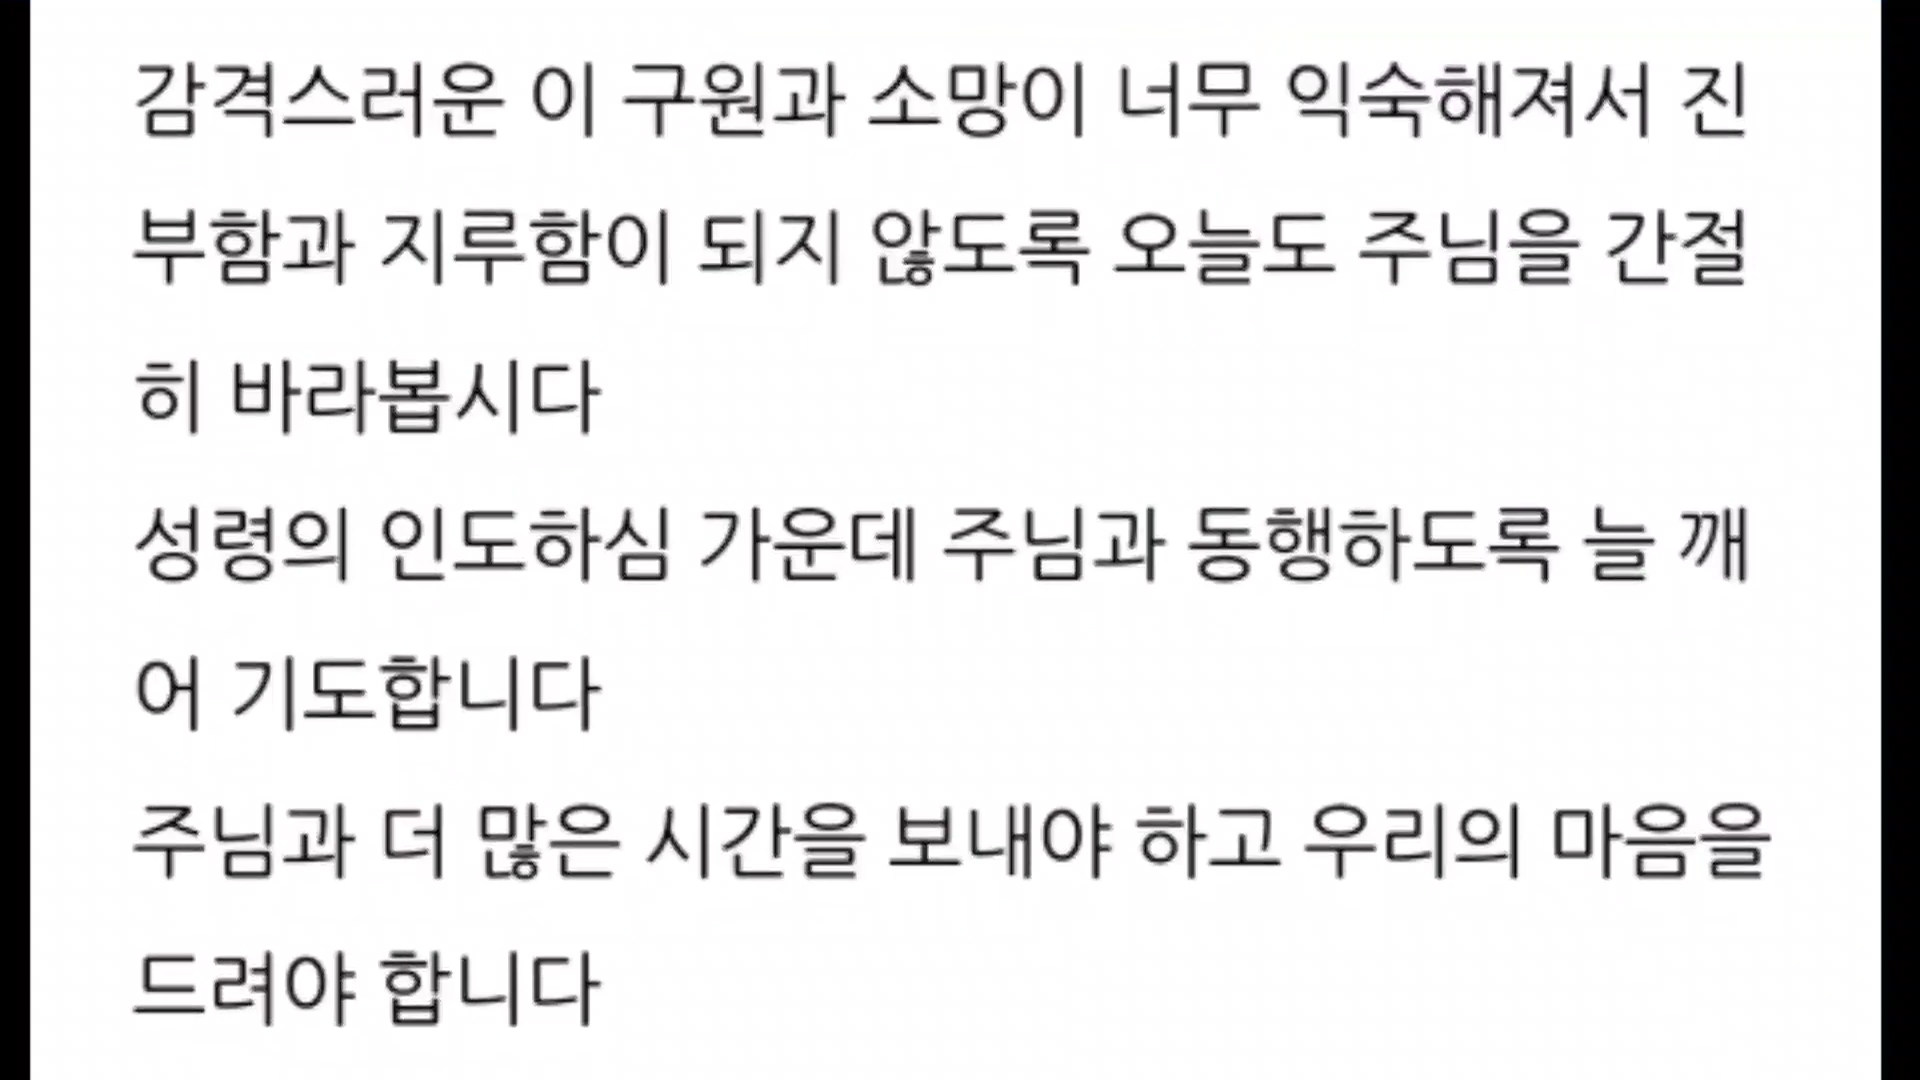 감격스러운 이 구원과 소망이 너무 익숙해져서 진
부함과 지루함이 되지 않도록 오늘도 주님을 간절
히 바라봅시다
성령의 인도하심 가운데 주님과 동행하도록 늘 깨
어 기도합니다
주님과 더 많은 시간을 보내야 하고 우리의 마음을
드려야 합니다